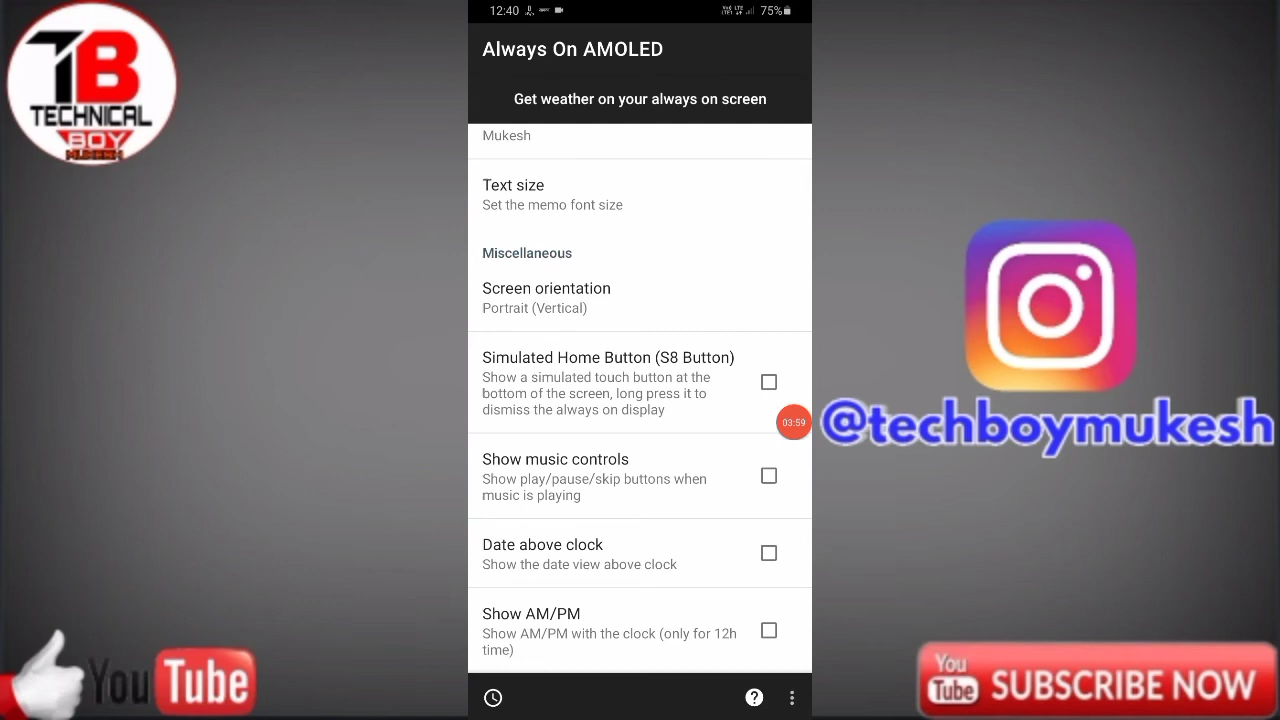 TB
TECHNICAL
BOY
MUKESH
12:40
75%
Always On AMOLED
Get weather on your always on screen
Mukesh
Text size
Set the memo font size
Miscellaneous
Screen orientation
Portrait (Vertical)
Simulated Home Button (S8 Button)
Show a simulated touch button at the
bottom of the screen, long press it to
dismiss the always on display
03:59
Show music controls
Show play/pause/skip buttons when
music is playing
Date above clock
Show the date view above clock
Show AM/PM
Show AM/PM with the clock (only for 12h
time)
?
@techboymukesh
YouTube
You
Tube
SUBSCRIBE NOW